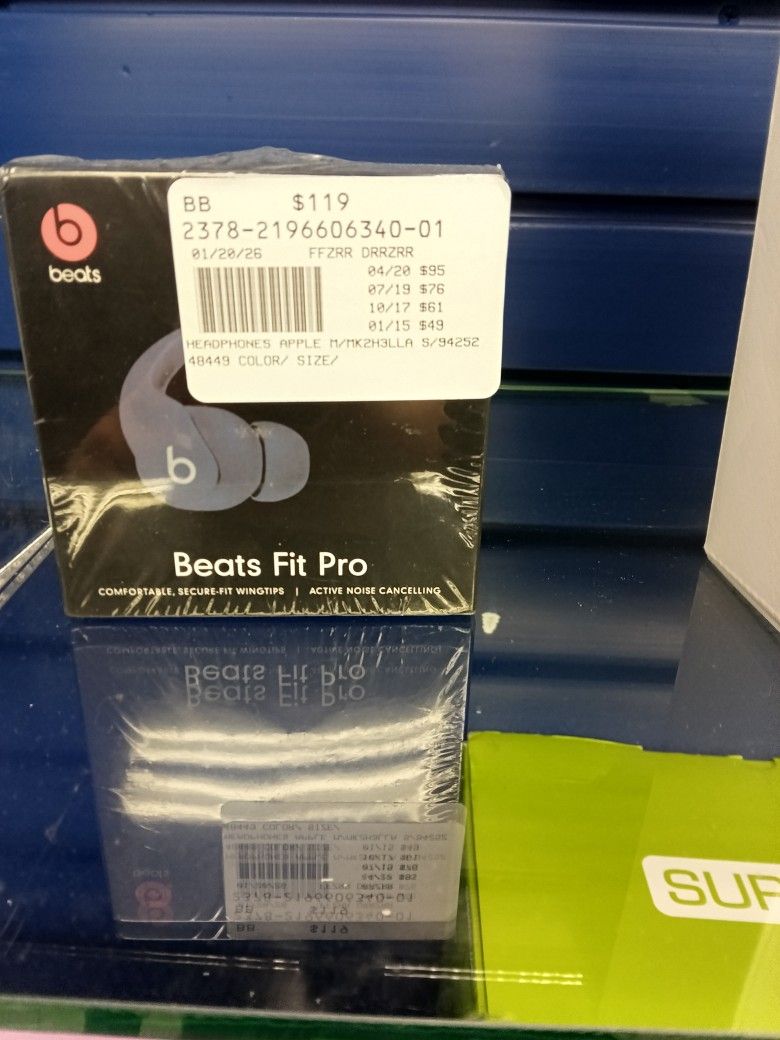 b
beats
BB $119
2378-2196606340-01
01/20/26 FFZRR DRRZRR
04/20 $95
07/19 $76
10/17 $61
01/15 $49
HEADPHONES APPLE M/MK2H3LLA S/94252
48449 COLOR/ SIZE/
b
Beats Fit Pro
COMFORTABLE, SECURE-FIT WINGTIPS | ACTIVE NOISE CANCELLING
SUP